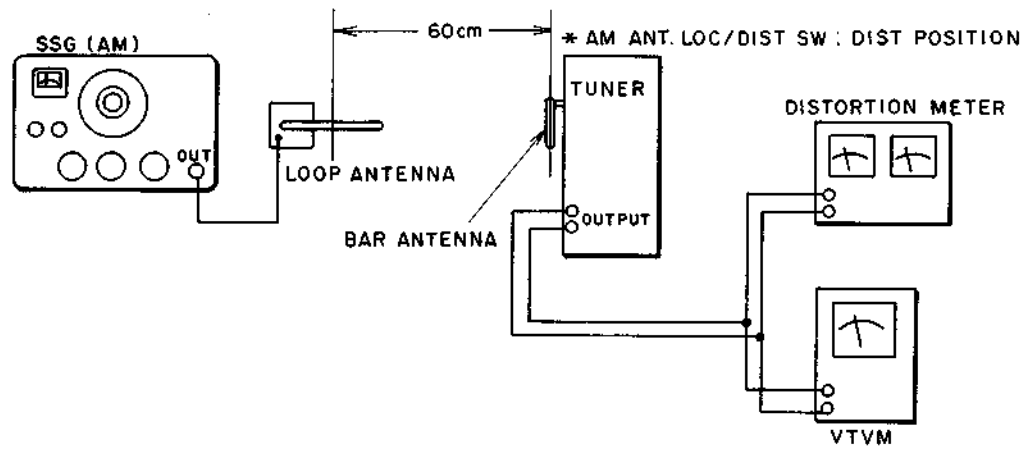 SSG (AM)
60cm
* AM ANT. LOC/DIST SW : DIST POSITION
TUNER
DISTORTION METER
OUT
LOOP ANTENNA
OUTPUT
BAR ANTENNA
VTVM